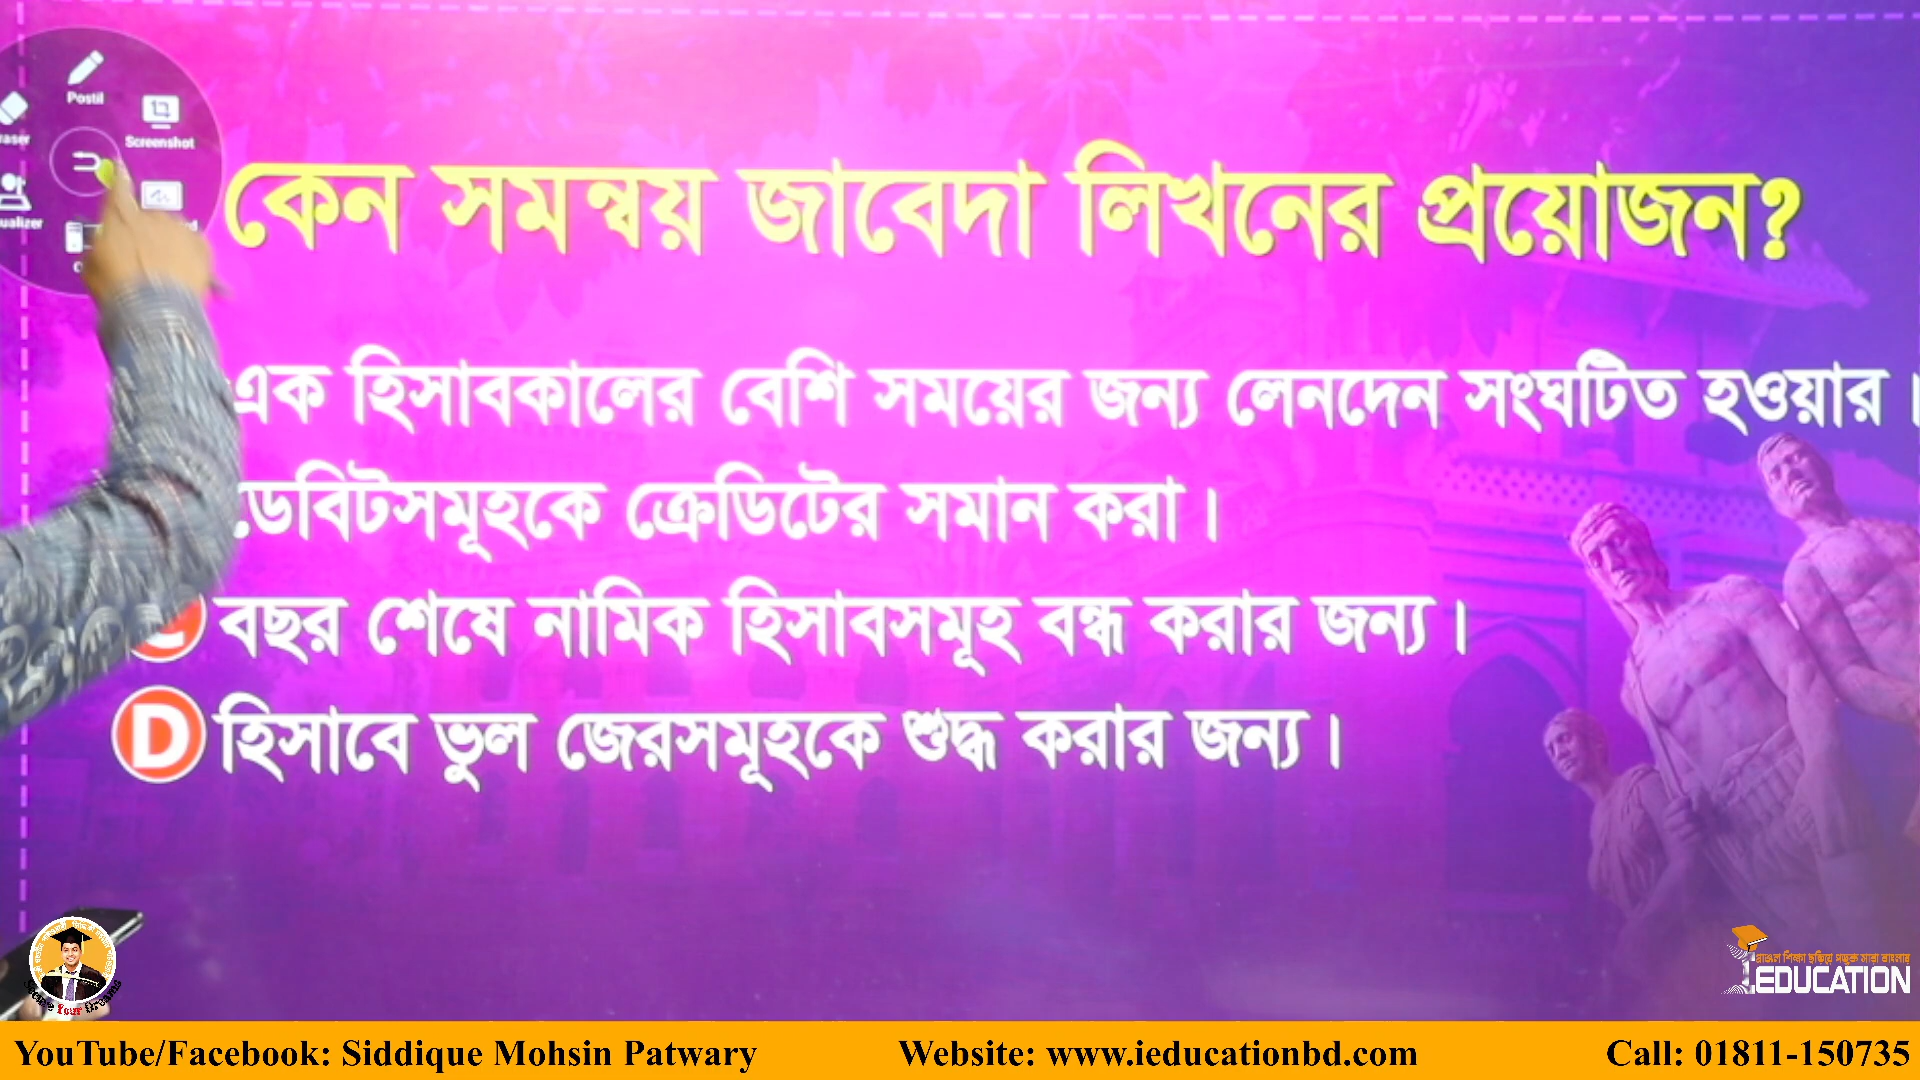 Postil
Screenshot
কেন সমন্বয় জাবেদা লিখনের প্রয়োজন?
এক হিসাবকালের বেশি সময়ের জন্য লেনদেন সংঘটিত হওয়ার।
ডেবিটসমূহকে ক্রেডিটের সমান করা।
বছর শেষে নামিক হিসাবসমূহ বন্ধ করার জন্য।
D হিসাবে ভুল জেরসমূহকে শুদ্ধ করার জন্য।
EDUCATION
YouTube/Facebook: Siddique Mohsin Patwary Website: www.ieducationbd.com Call: 01811-150735